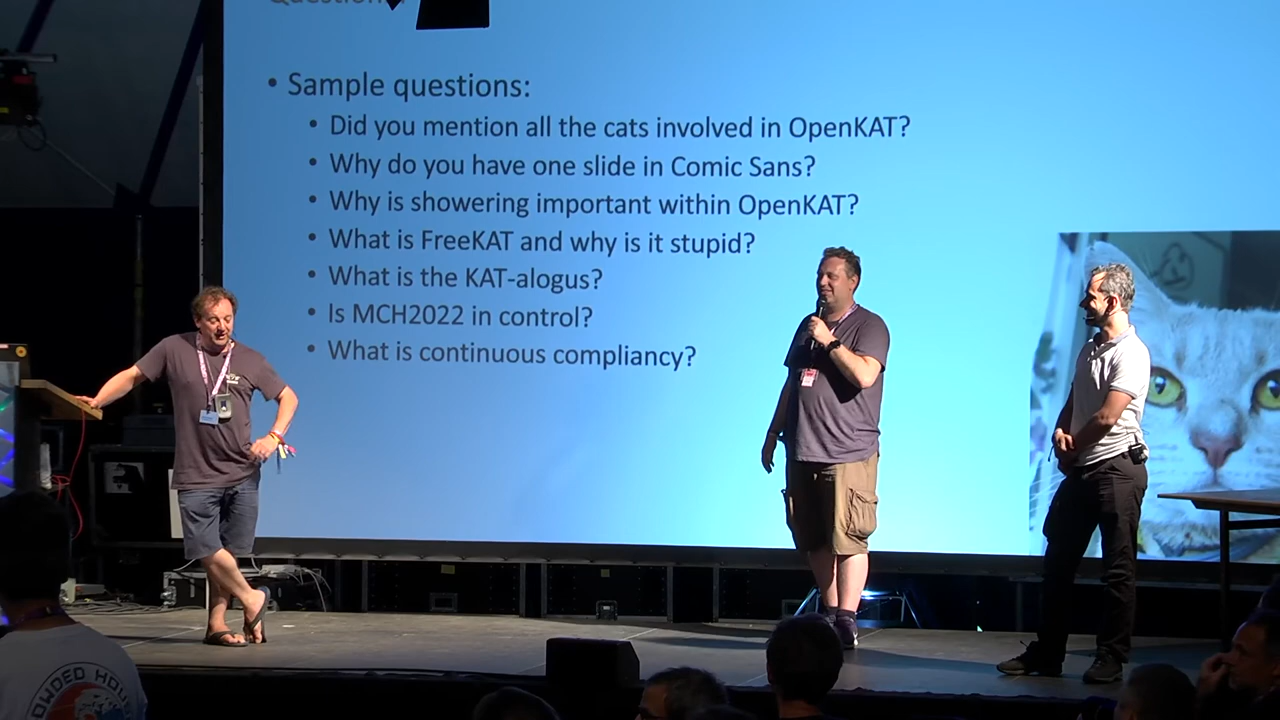 Sample questions:
Did you mention all the cats involved in OpenKAT?
Why do you have one slide in Comic Sans?
Why is showering important within OpenKAT?
What is FreeKAT and why is it stupid?
What is the KAT-alogus?
Is MCH2022 in control?
What is continuous compliancy?